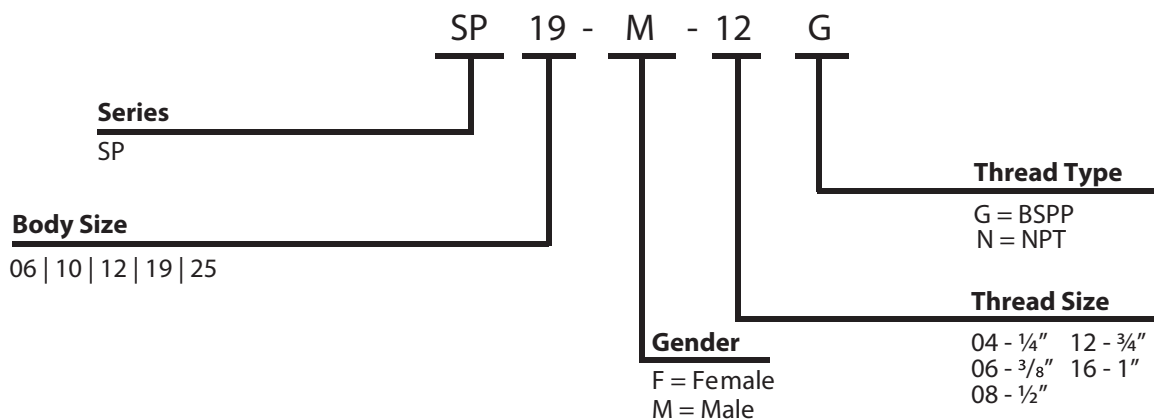 SP 19 - M - 12 G
Series
SP
Body Size
06 | 10 | 12 | 19 | 25
Gender
F = Female
M = Male
Thread Type
G = BSPP
N = NPT
Thread Size
04 - ¼” 12 - ¾”
06 - ³/₈” 16 - 1”
08 - ½”